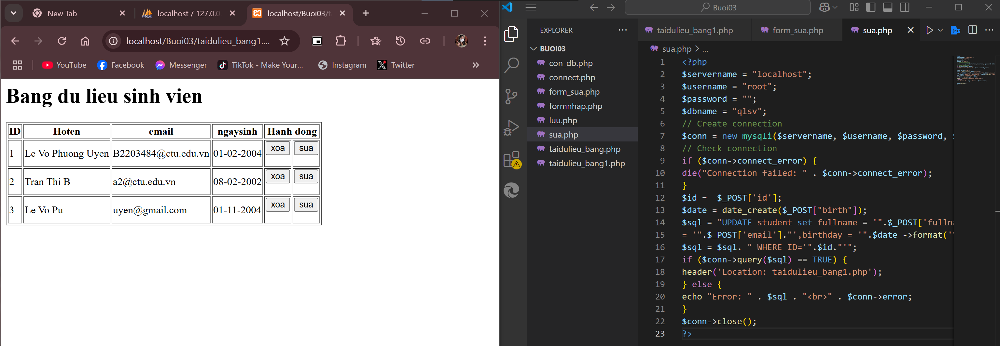 New Tab
localhost / 127.0.0
localhost/Buoi03/t
localhost/Buoi03/taidulieu_bang1....
YouTube
Facebook
Messenger
TikTok - Make Your...
Instagram
Twitter
Bang du lieu sinh vien
ID Hoten email ngaysinh Hanh dong
1 Le Vo Phuong Uyen B2203484@ctu.edu.vn 01-02-2004 xoa sua
2 Tran Thi B a2@ctu.edu.vn 08-02-2002 xoa sua
3 Le Vo Pu uyen@gmail.com 01-11-2004 xoa sua
Buoi03
EXPLORER
BUOI03
con_db.php
connect.php
form_sua.php
formnhap.php
luu.php
sua.php
taidulieu_bang.php
taidulieu_bang1.php
taidulieu_bang1.php
form_sua.php
sua.php
sua.php > ...
1 <?php
2 $servername = "localhost";
3 $username = "root";
4 $password = "";
5 $dbname = "qlsv";
6 // Create connection
7 $conn = new mysqli($servername, $username, $password,
8 // Check connection
9 if ($conn->connect_error) {
10 die("Connection failed: " . $conn->connect_error);
11 }
12 $id =  $_POST['id'];
13 $date = date_create($_POST["birth"]);
14 $sql = "UPDATE student set fullname = '".$_POST['fulln
15 = '".$_POST['email']."',birthday = '".$date ->format('
16 $sql = $sql. " WHERE ID='".$id."'";
17 if ($conn->query($sql) == TRUE) {
18 header('Location: taidulieu_bang1.php');
19 } else {
20 echo "Error: " . $sql . "<br>" . $conn->error;
21 }
22 $conn->close();
23 ?>